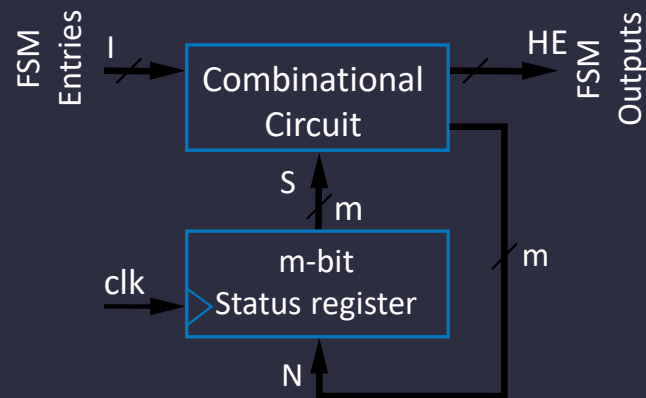 FSM
Entries
I
Combinational
Circuit
HE
FSM
Outputs
S
m
m
clk
m-bit
Status register
N